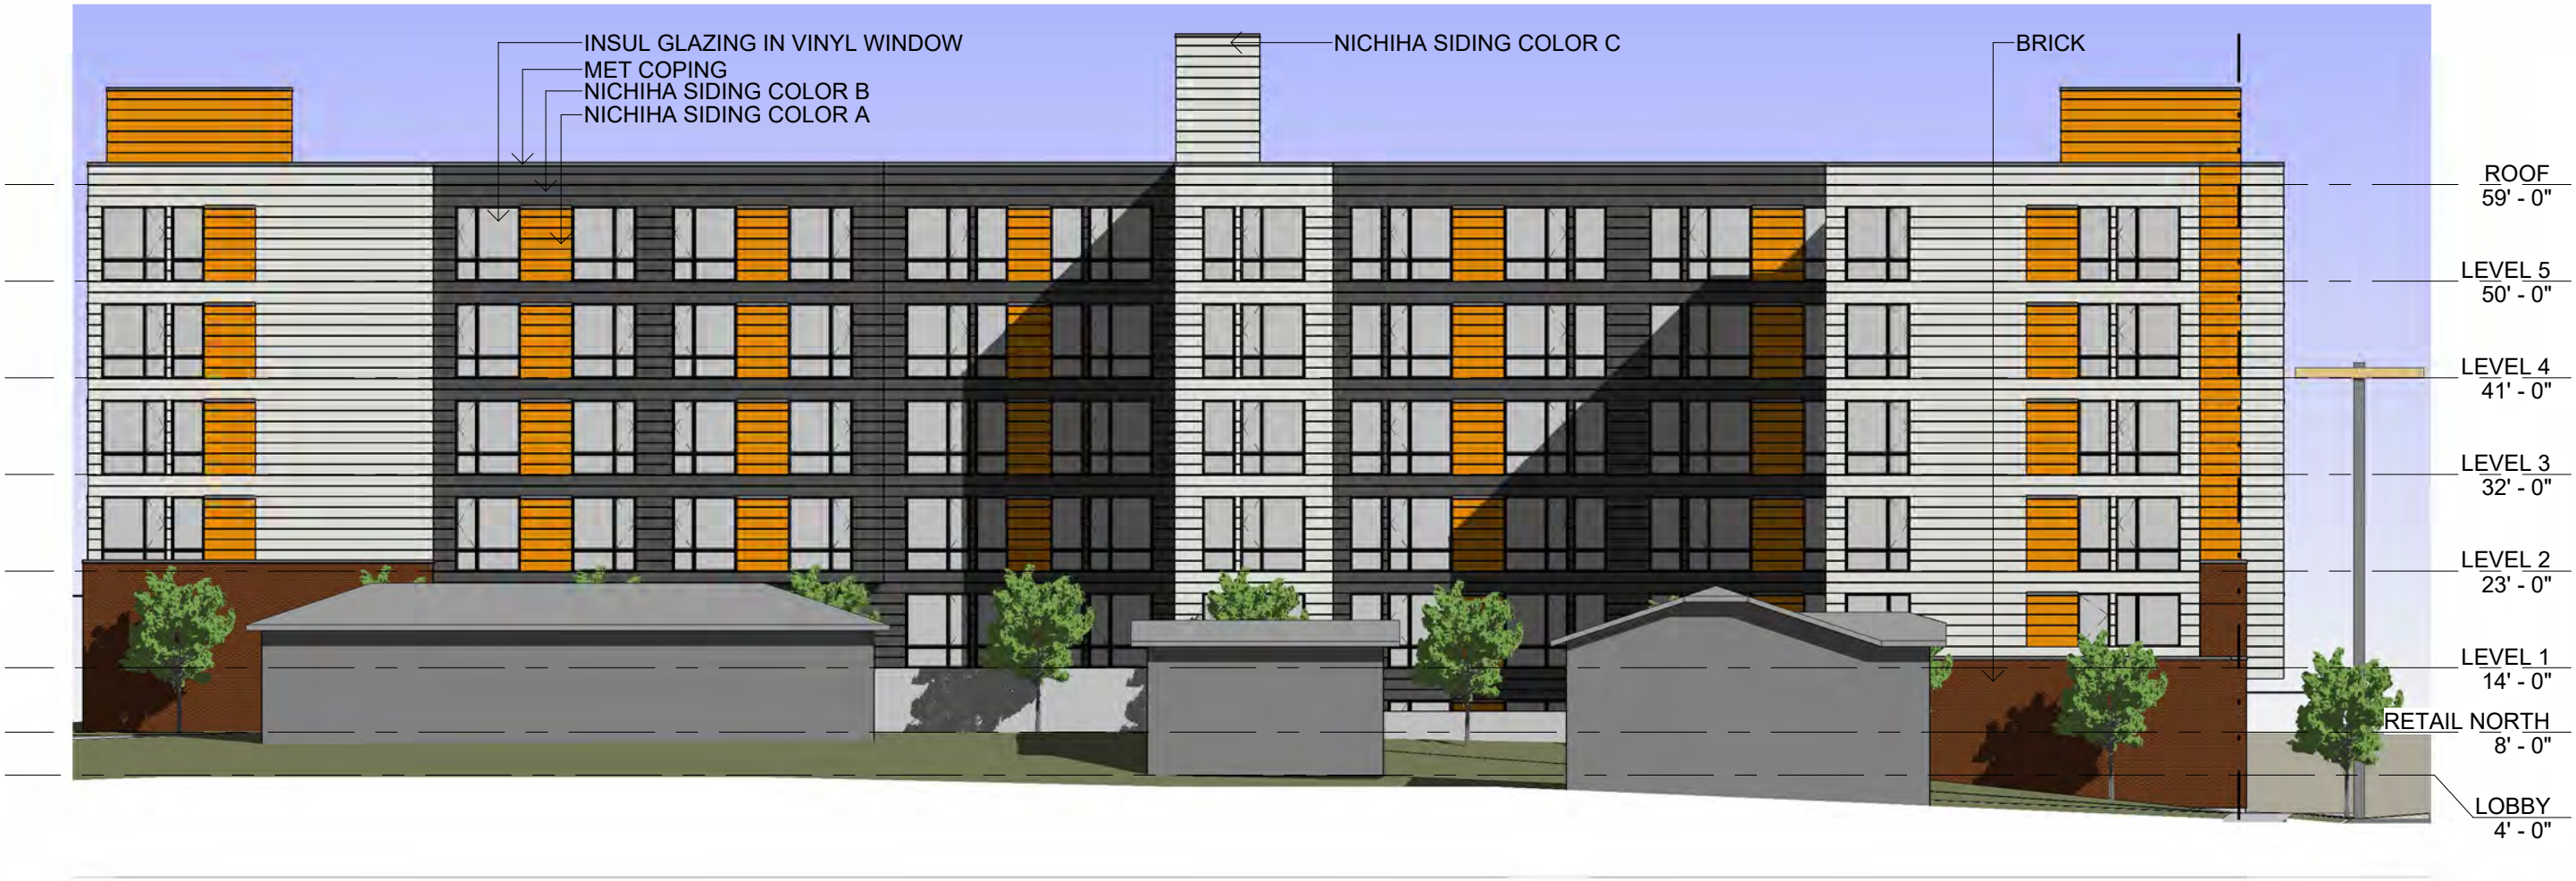 INSUL GLAZING IN VINYL WINDOW
MET COPING
NICHIHA SIDING COLOR B
NICHIHA SIDING COLOR A
NICHIHA SIDING COLOR C
BRICK
ROOF
59' - 0"
LEVEL 5
50' - 0"
LEVEL 4
41' - 0"
LEVEL 3
32' - 0"
LEVEL 2
23' - 0"
LEVEL 1
14' - 0"
RETAIL NORTH
8' - 0"
LOBBY
4' - 0"